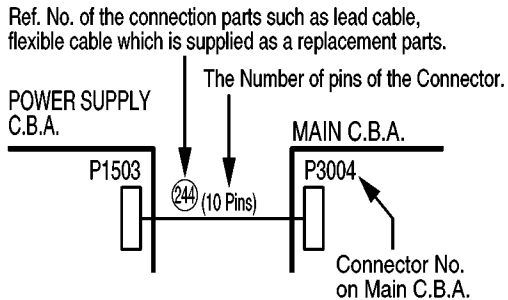 Ref. No. of the connection parts such as lead cable,
flexible cable which is supplied as a replacement parts.
The Number of pins of the Connector.
POWER SUPPLY
C.B.A.
MAIN C.B.A.
P1503
P3004
244 (10 Pins)
Connector No.
on Main C.B.A.